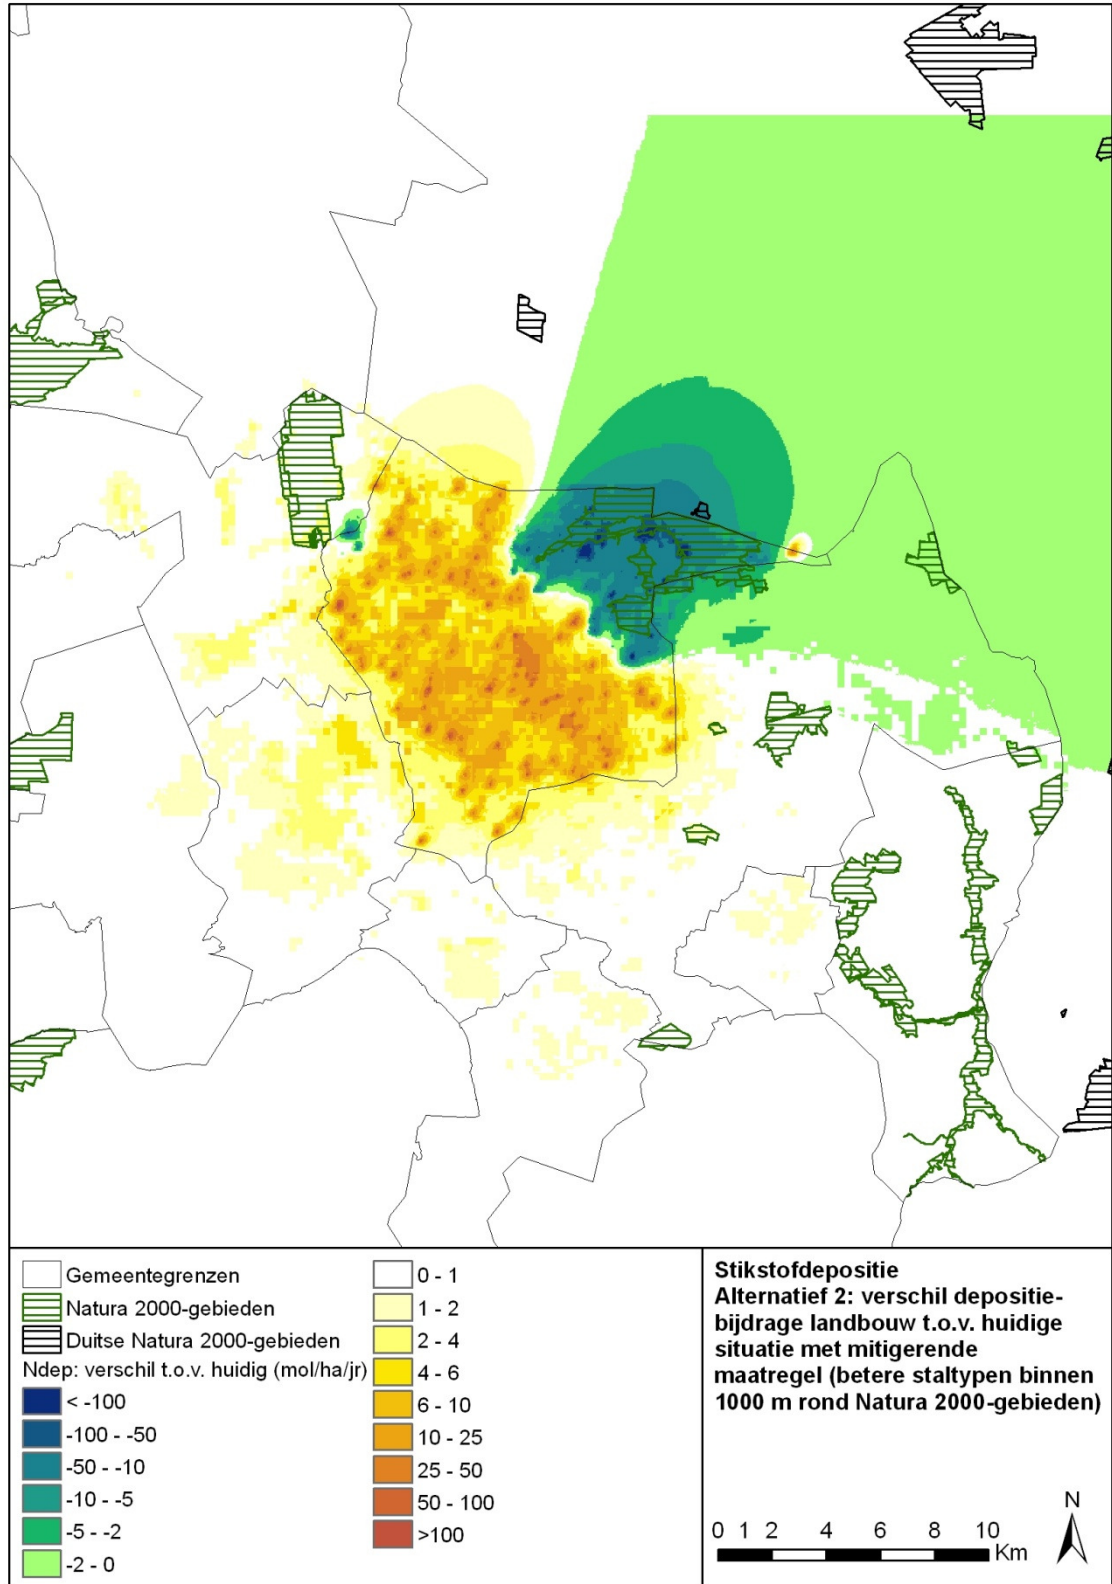 Gemeentegrenzen
Natura 2000-gebieden
Duitse Natura 2000-gebieden
Ndep: verschil t.o.v. huidig (mol/ha/jr)
< -100
-100 - -50
-50 - -10
-10 - -5
-5 - -2
-2 - 0
0 - 1
1 - 2
2 - 4
4 - 6
6 - 10
10 - 25
25 - 50
50 - 100
>100
Stikstofdepositie
Alternatief 2: verschil depositie-
bijdrage landbouw t.o.v. huidige
situatie met mitigerende
maatregel (betere staltypen binnen
1000 m rond Natura 2000-gebieden)
N
0 1 2 4 6 8 10
Km